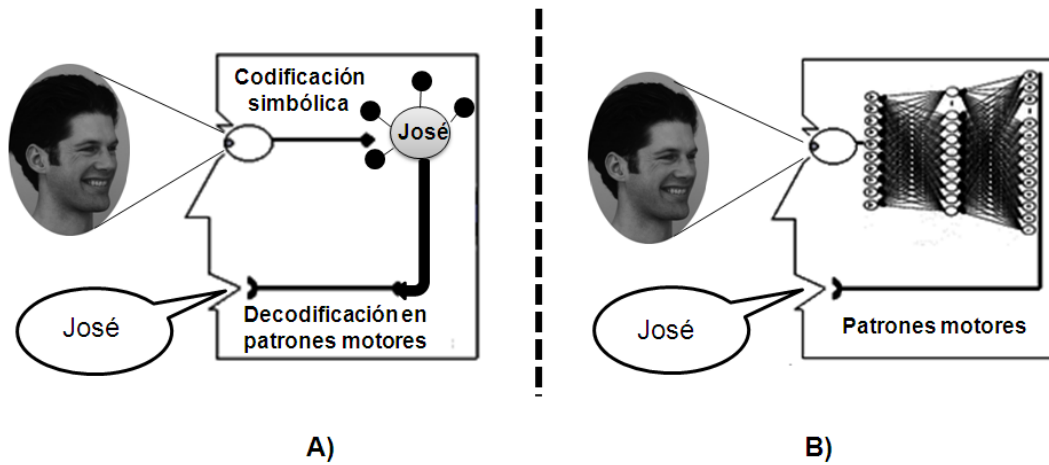 Codificación
simbólica
José
José
Decodificación en
patrones motores
A)
José
Patrones motores
B)